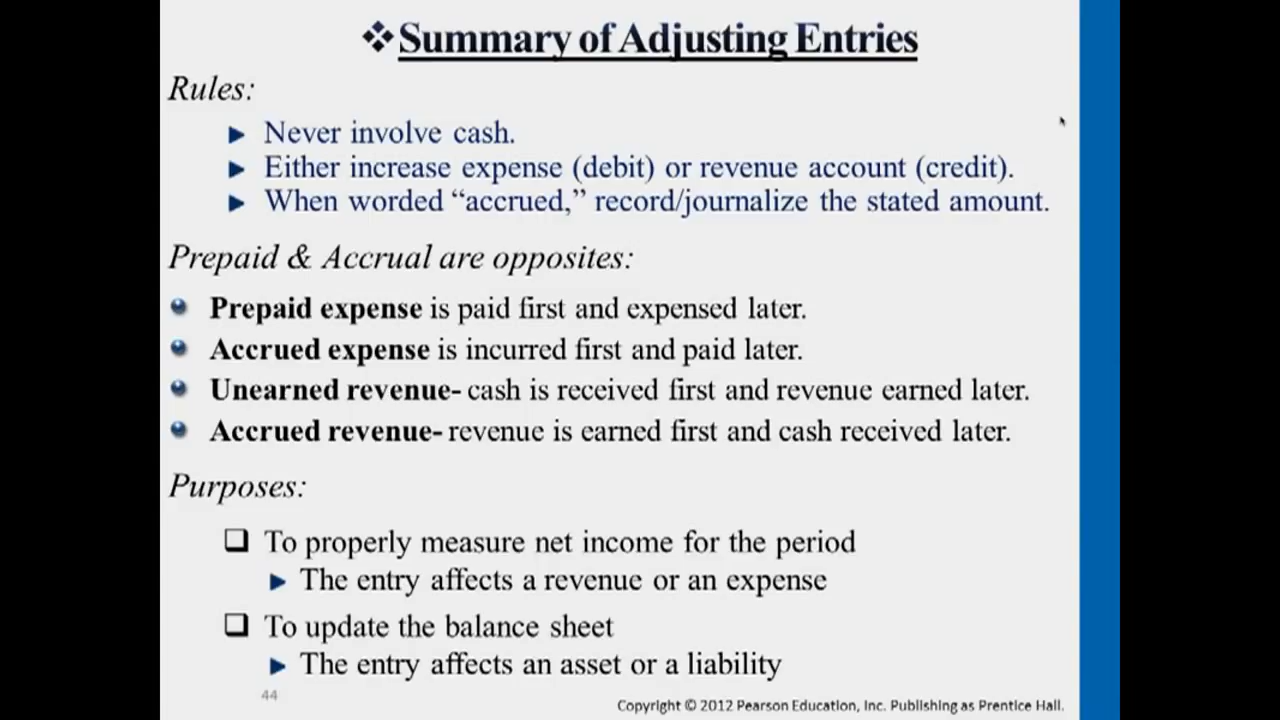 ❖Summary of Adjusting Entries
Rules:
► Never involve cash.
► Either increase expense (debit) or revenue account (credit).
► When worded “accrued,” record/journalize the stated amount.
Prepaid & Accrual are opposites:
Prepaid expense is paid first and expensed later.
Accrued expense is incurred first and paid later.
Unearned revenue- cash is received first and revenue earned later.
Accrued revenue- revenue is earned first and cash received later.
Purposes:
❑ To properly measure net income for the period
► The entry affects a revenue or an expense
❑ To update the balance sheet
► The entry affects an asset or a liability
44
Copyright © 2012 Pearson Education, Inc. Publishing as Prentice Hall.